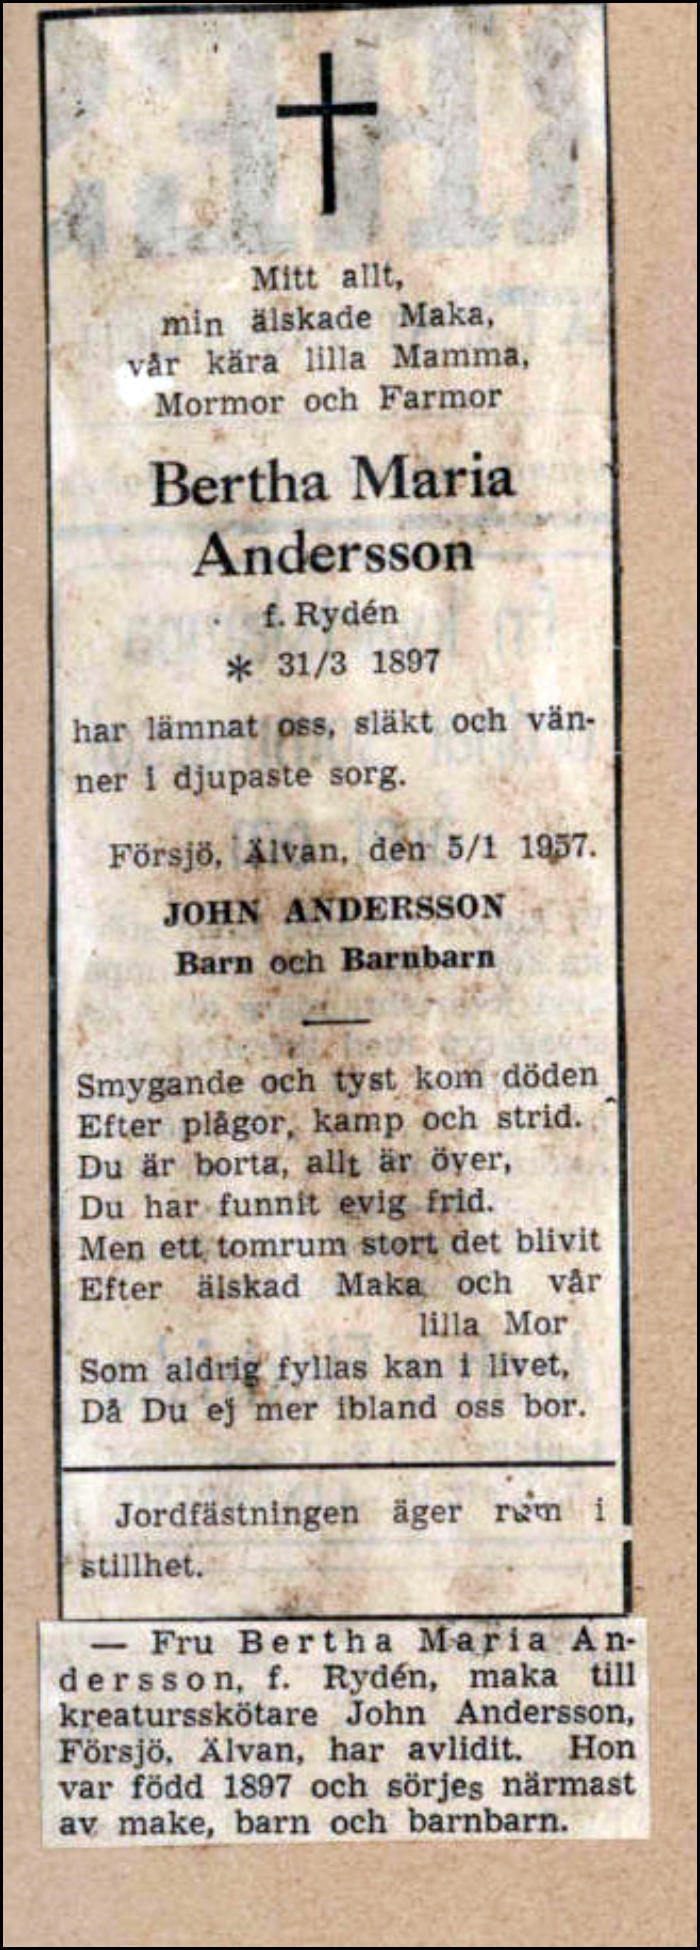 Mitt allt,
min älskade Maka,
vår kära lilla Mamma,
Mormor och Farmor
Bertha Maria
Andersson
f. Rydén
* 31/3 1897
har lämnat oss, släkt och vän-
ner i djupaste sorg.
Försjö, Älvan, den 5/1 1957.
JOHN ANDERSSON
Barn och Barnbarn
Smygande och tyst kom döden
Efter plågor, kamp och strid.
Du är borta, allt är över,
Du har funnit evig frid.
Men ett tomrum stort det blivit
Efter älskad Maka och vår
lilla Mor
Som aldrig fyllas kan i livet,
Då Du ej mer ibland oss bor.
Jordfästningen äger rum i
stillhet.
— Fru Bertha Maria An-
dersson, f. Rydén, maka till
kreatursskötare John Andersson,
Försjö, Älvan, har avlidit. Hon
var född 1897 och sörjes närmast
av make, barn och barnbarn.